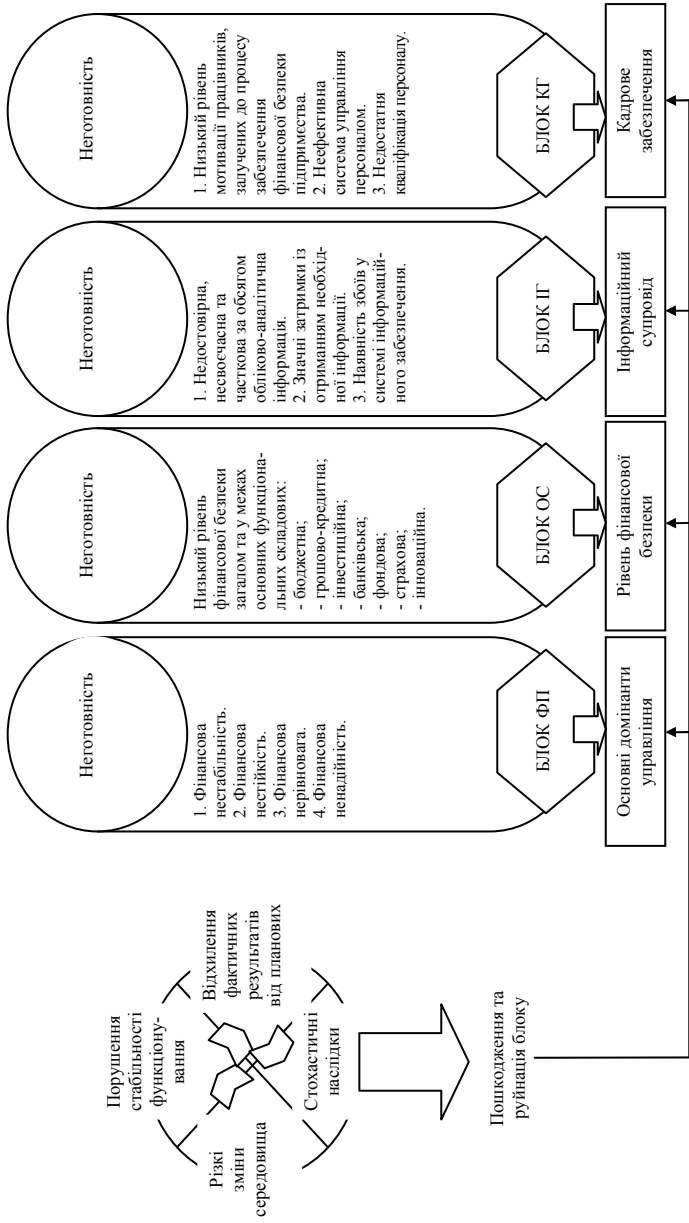 Порушення
стабільності
функціону-
вання
Різкі
зміни
середовища
Відхилення
фактичних
результатів
від планових
Стохастичні
наслідки
Пошкодження та
руйнація блоку
Неготовність
1. Фінансова
нестабільність.
2. Фінансова
нестійкість.
3. Фінансова
нерівновага.
4. Фінансова
ненадійність.
БЛОК ФП
Основні домінанти
управління
Неготовність
Низький рівень
фінансової безпеки
загалом та у межах
основних функціона-
льних складових:
- бюджетна;
- грошово-кредитна;
- інвестиційна;
- банківська;
- фондова;
- страхова;
- інноваційна.
БЛОК ОС
Рівень фінансової
безпеки
Неготовність
1. Недостовірна,
несвоєчасна та
часткова за обсягом
обліково-аналітична
інформація.
2. Значні затримки із
отриманням необхід-
ної інформації.
3. Наявність збоїв у
системі інформацій-
ного забезпечення.
БЛОК ІГ
Інформаційний
супровід
Неготовність
1. Низький рівень
мотивації працівників,
залучених до процесу
забезпечення
фінансової безпеки
підприємства.
2. Неефективна
система управління
персоналом.
3. Недостатня
кваліфікація персоналу.
БЛОК КГ
Кадрове
забезпечення